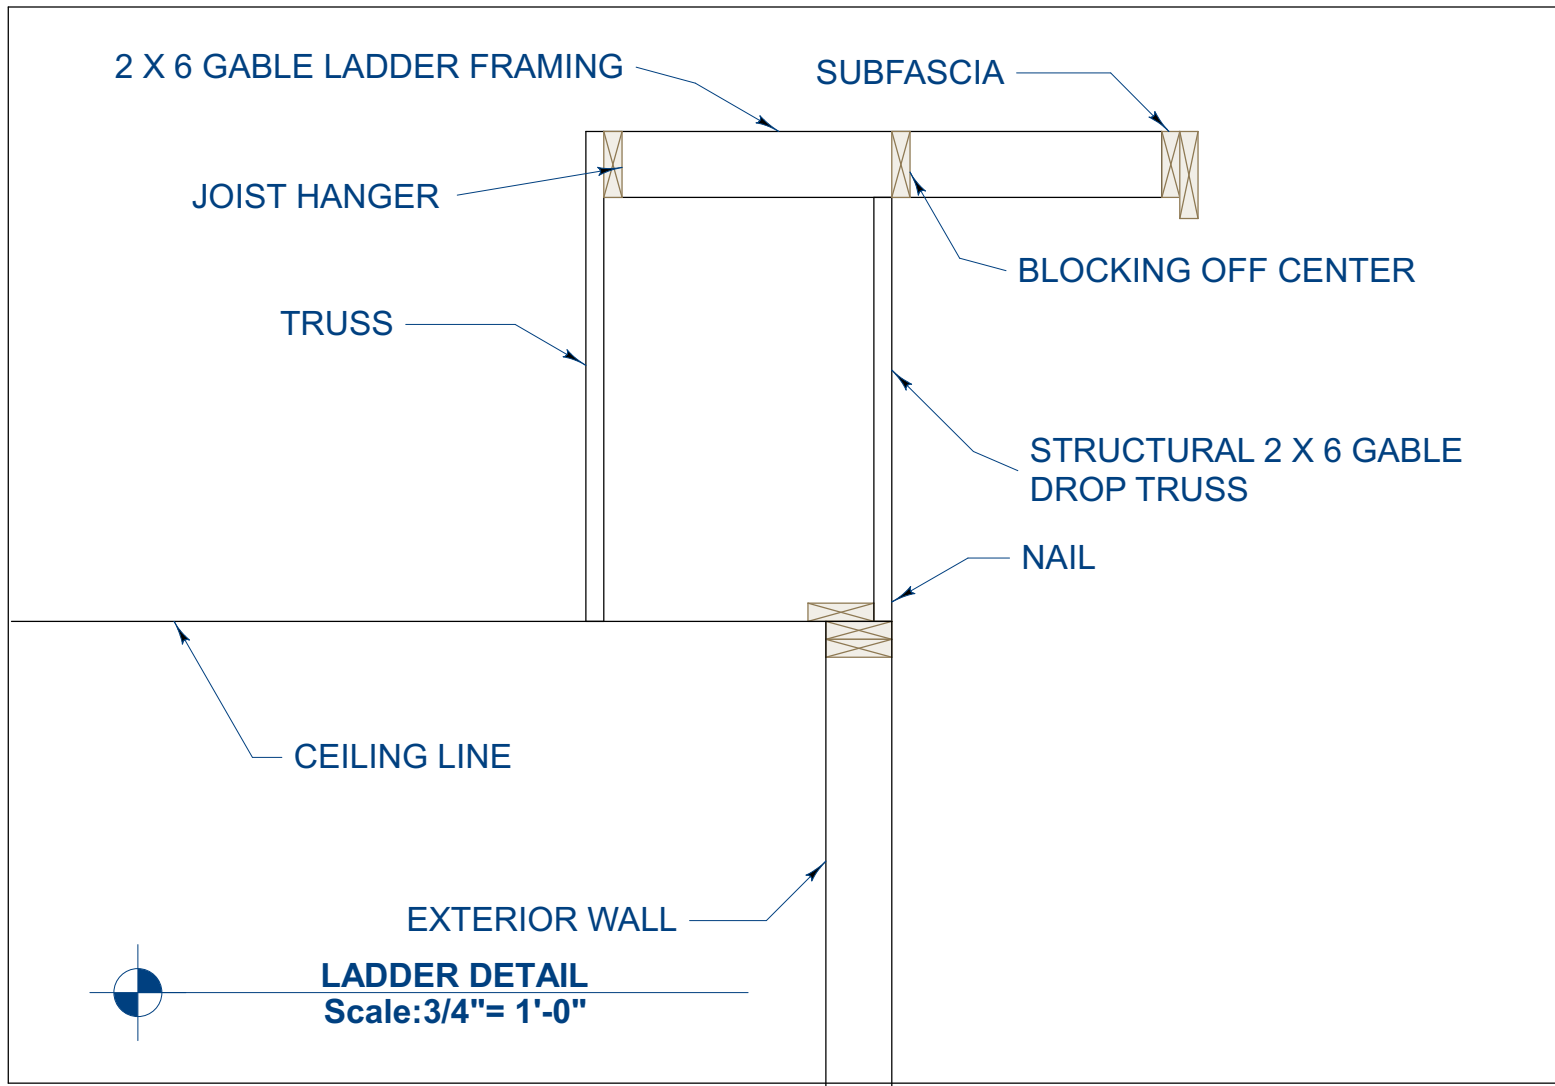 2 X 6 GABLE LADDER FRAMING
SUBFASCIA
JOIST HANGER
BLOCKING OFF CENTER
TRUSS
STRUCTURAL 2 X 6 GABLE
DROP TRUSS
NAIL
CEILING LINE
EXTERIOR WALL
LADDER DETAIL
Scale:3/4"= 1'-0"